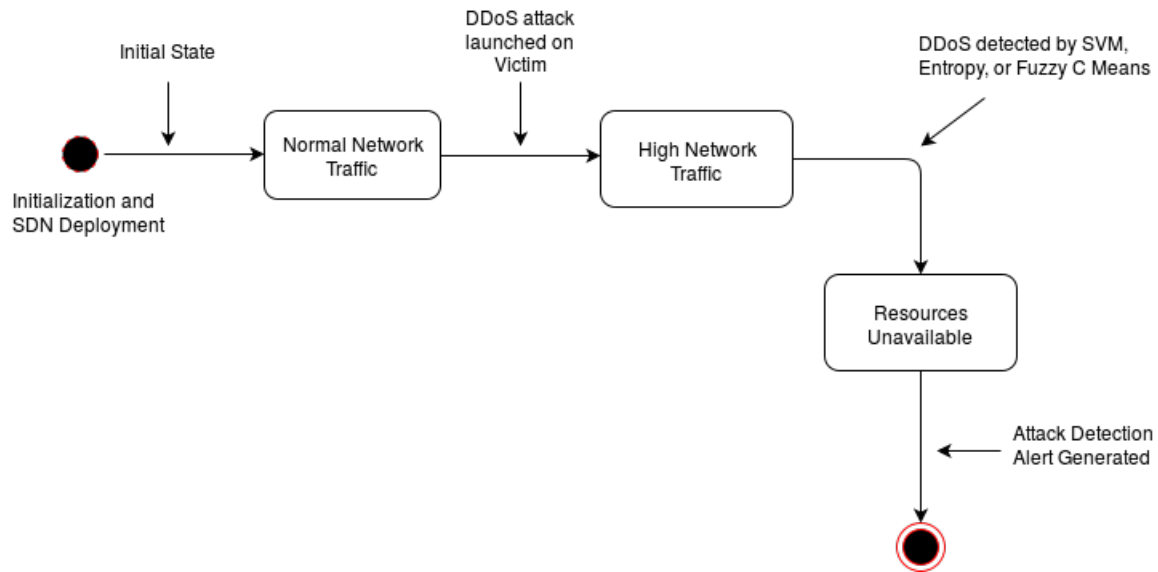 Initial State
DDoS attack
launched on
Victim
DDoS detected by SVM,
Entropy, or Fuzzy C Means
Initialization and
SDN Deployment
Normal Network
Traffic
High Network
Traffic
Resources
Unavailable
Attack Detection
Alert Generated